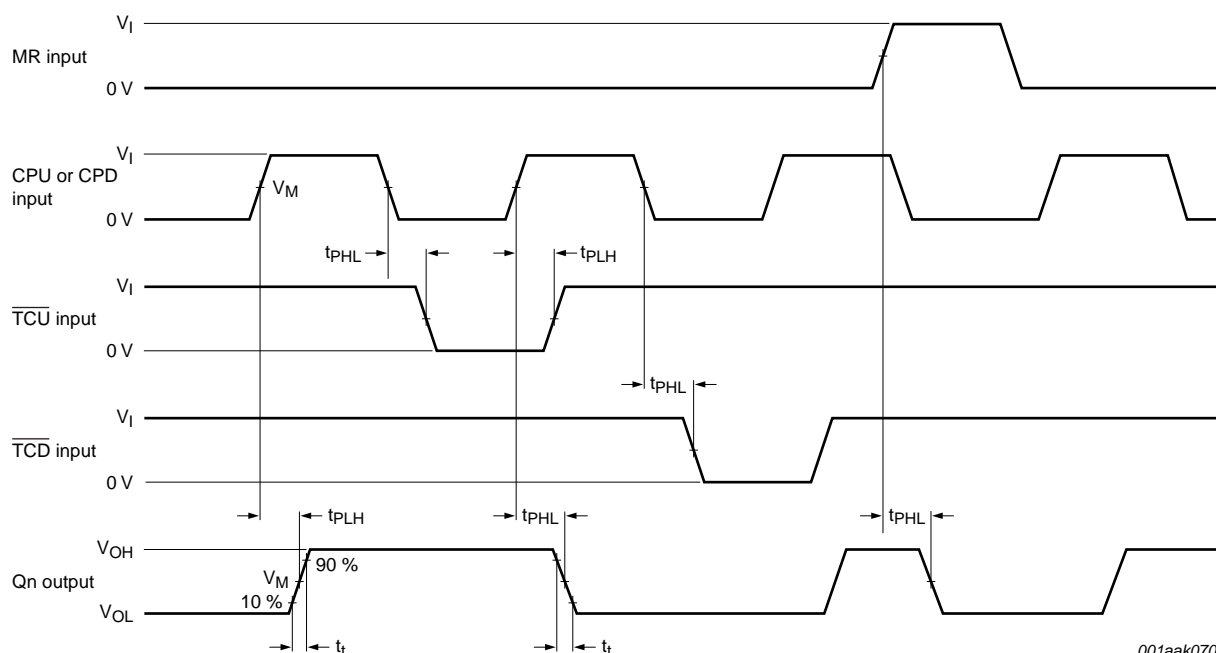 V_I
MR input
0 V
V_I
CPU or CPD
input
V_M
0 V
t_PHL
t_PLH
V_I
TCU input
0 V
t_PHL
V_I
TCD input
0 V
t_PLH
t_PHL
t_PHL
V_OH
90 %
Qn output
V_M
10 %
V_OL
t_t
t_t
001aak070